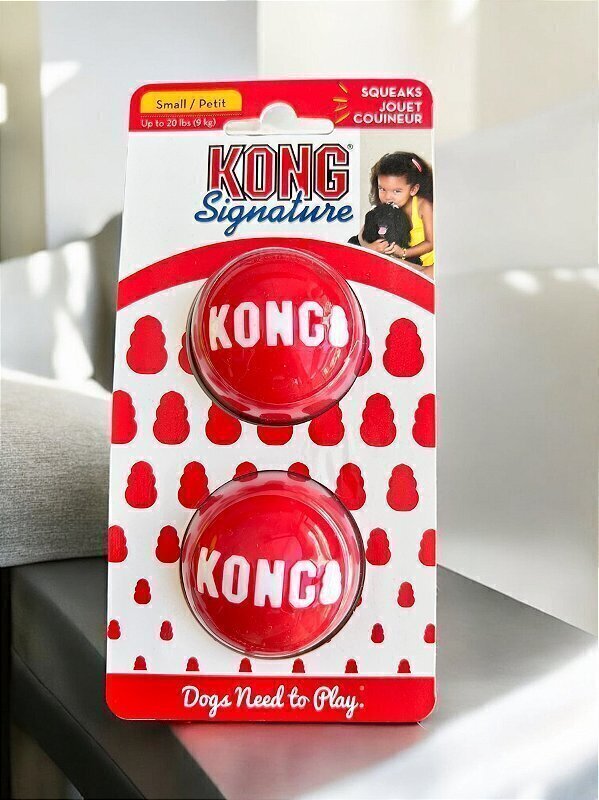 Small / Petit
Up to 20 lbs (9 kg)
SQUEAKS
JOUET
COUINEUR
KONG®
Signature
KONG
KONG
Dogs Need to Play.®